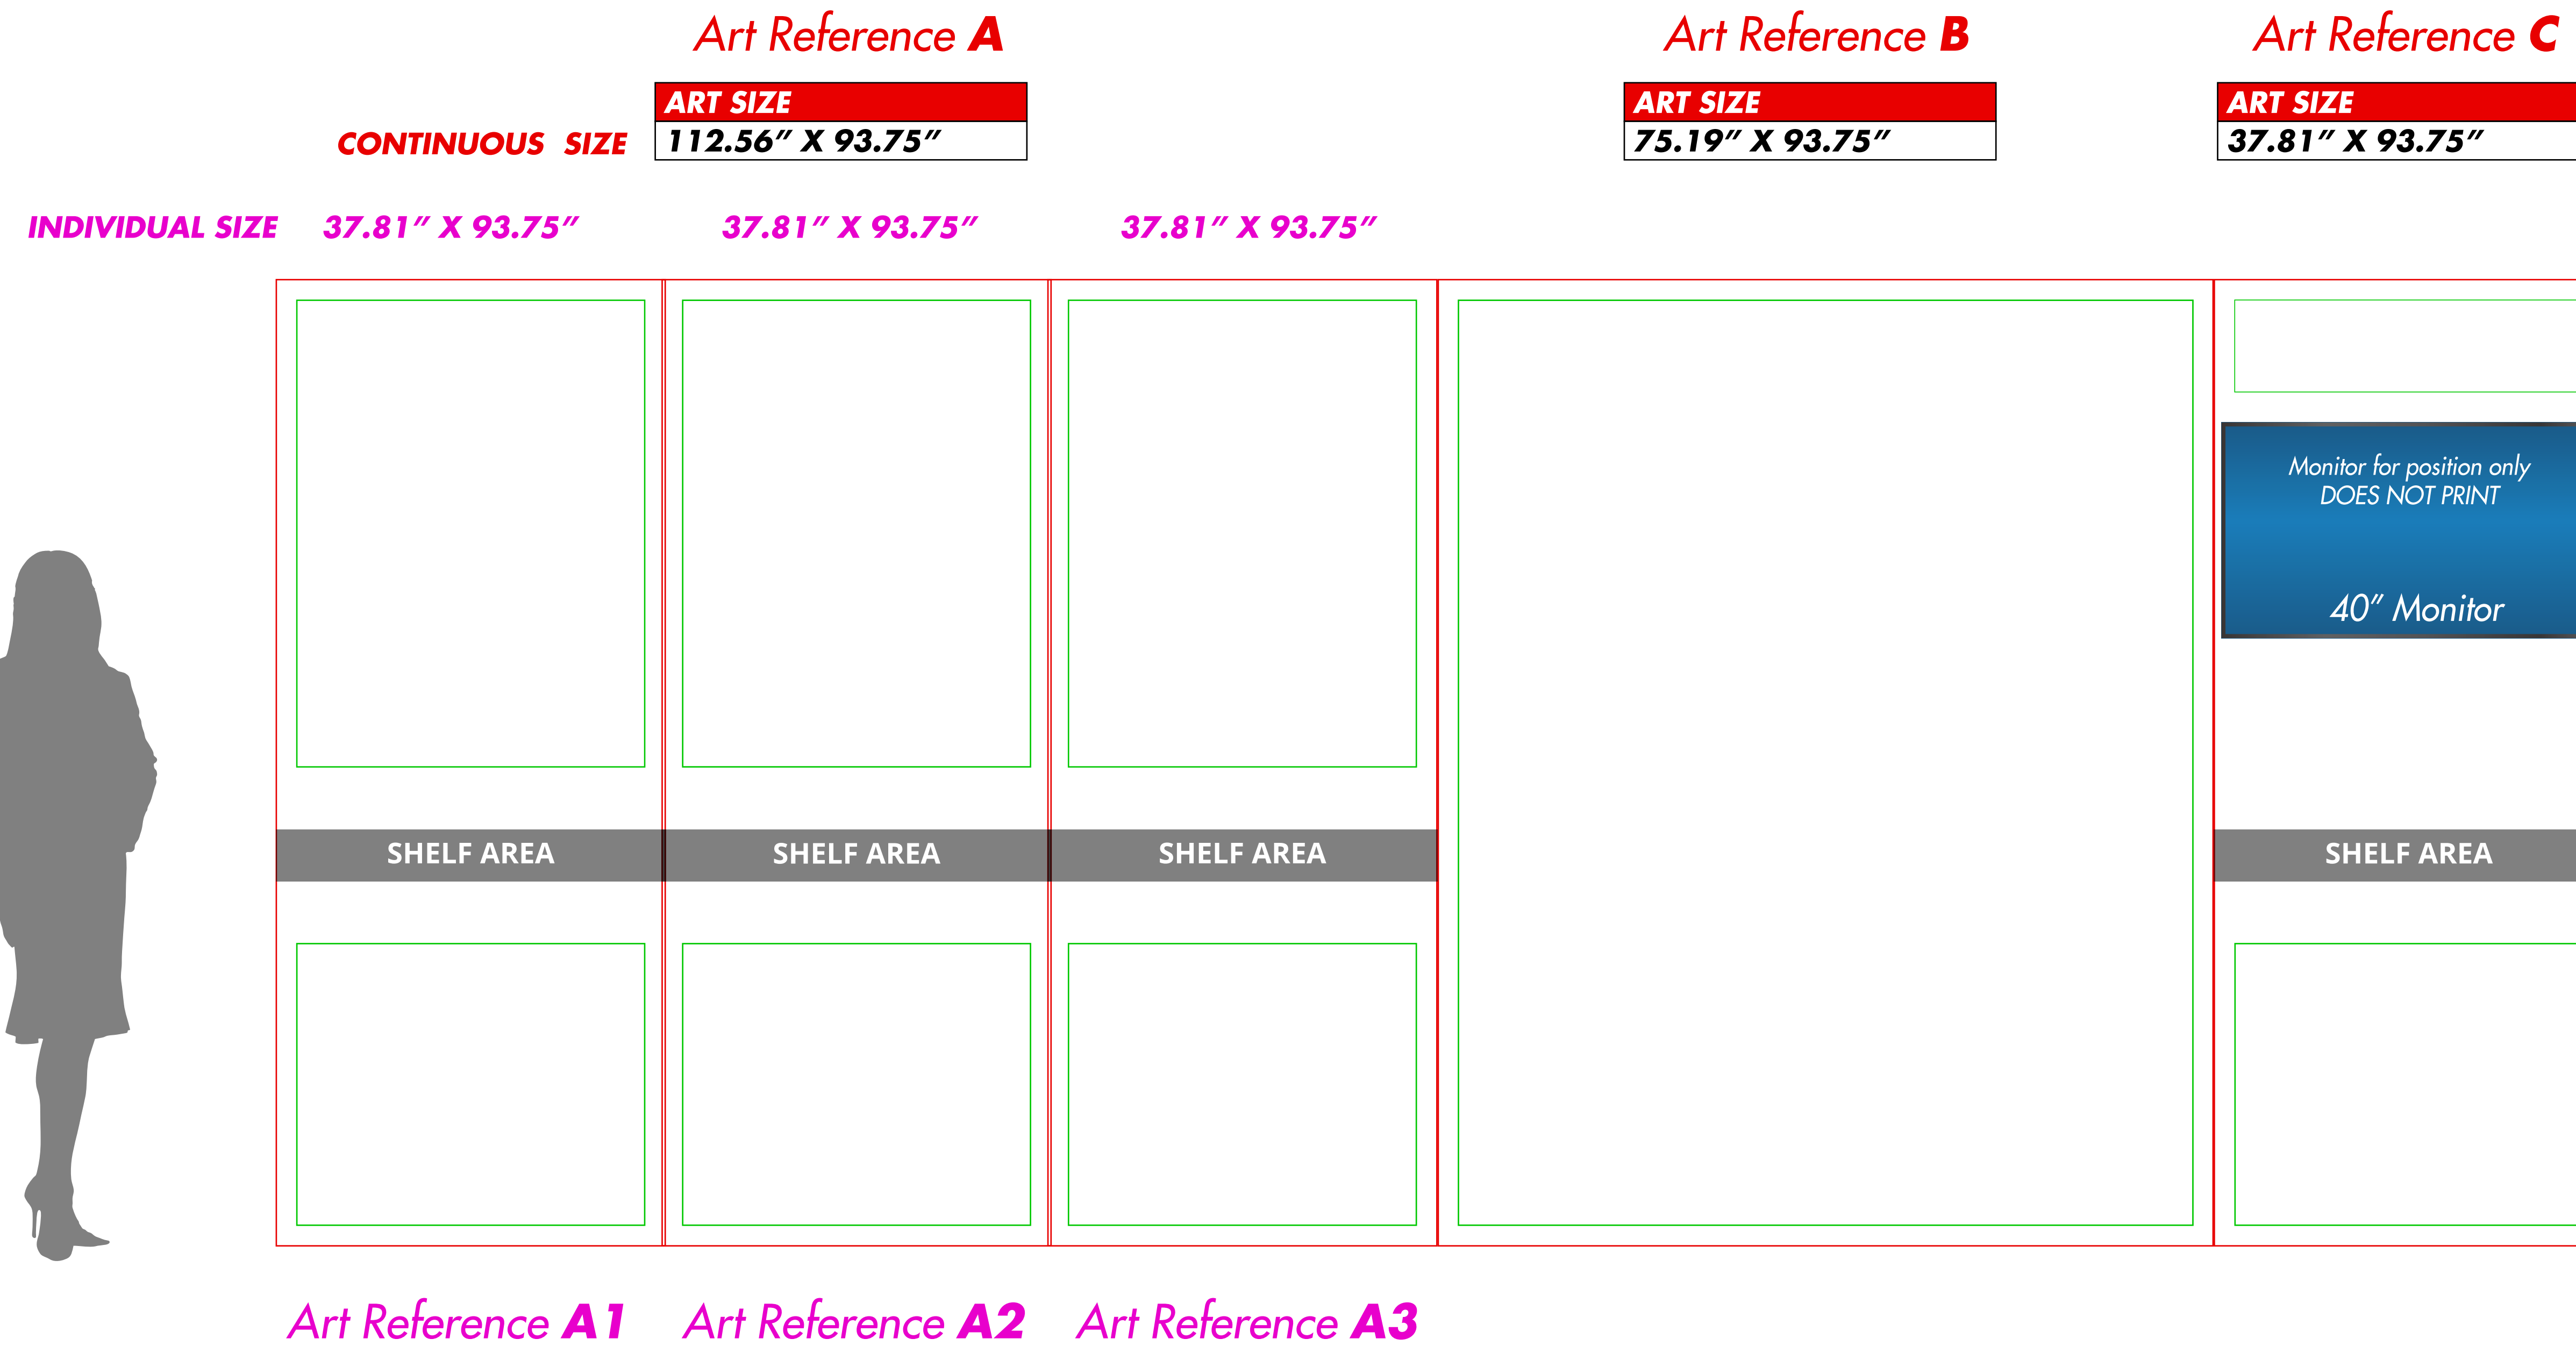 Art Reference A
Art Reference B
Art Reference C
ART SIZE
ART SIZE
ART SIZE
CONTINUOUS SIZE
112.56” X 93.75”
75.19” X 93.75”
37.81” X 93.75”
INDIVIDUAL SIZE
37.81” X 93.75”
37.81” X 93.75”
37.81” X 93.75”
Monitor for position only
DOES NOT PRINT
40” Monitor
SHELF AREA
SHELF AREA
SHELF AREA
SHELF AREA
Art Reference A1
Art Reference A2
Art Reference A3